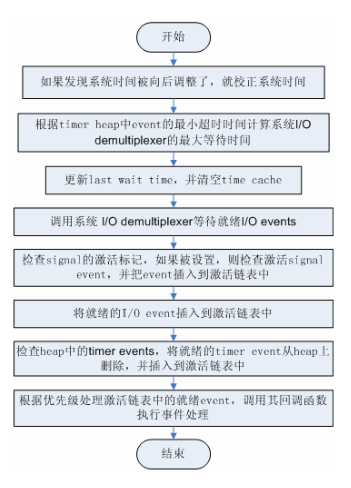 开始
如果发现系统时间被向后调整了，就校正系统时间
根据timer heap中event的最小超时时间计算系统I/O
demultiplexer的最大等待时间
更新last wait time，并清空time cache
调用系统 I/O demultiplexer等待就绪I/O events
检查signal的激活标记，如果被设置，则检查激活signal
event，并把event插入到激活链表中
将就绪的I/O event插入到激活链表中
检查heap中的timer events，将就绪的timer event从heap上
删除，并插入到激活链表中
根据优先级处理激活链表中的就绪event，调用其回调函数
执行事件处理
结束